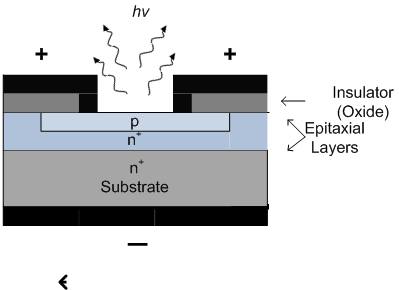 hv
+ +
Insulator
(Oxide)
p
Epitaxial
n+
Layers
n+
Substrate
−